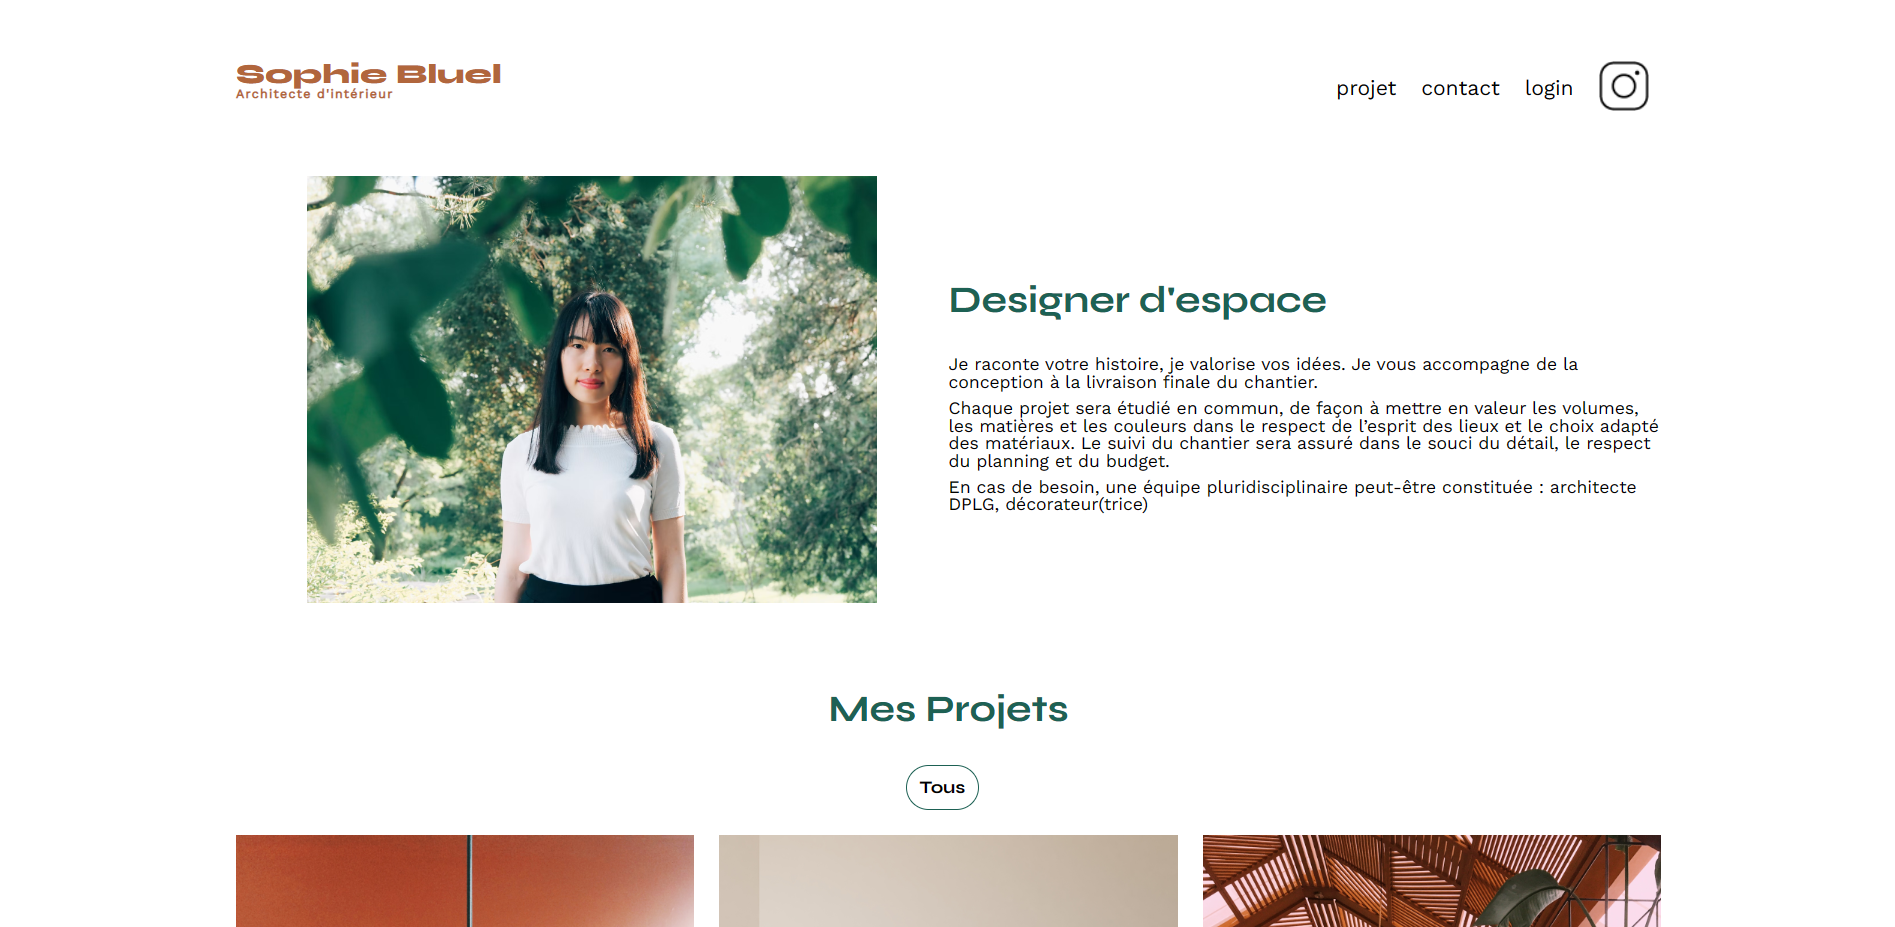 Sophie Bluel
Architecte d'intérieur
projet contact login
Designer d'espace
Je raconte votre histoire, je valorise vos idées. Je vous accompagne de la
conception à la livraison finale du chantier.
Chaque projet sera étudié en commun, de façon à mettre en valeur les volumes,
les matières et les couleurs dans le respect de l’esprit des lieux et le choix adapté
des matériaux. Le suivi du chantier sera assuré dans le souci du détail, le respect
du planning et du budget.
En cas de besoin, une équipe pluridisciplinaire peut-être constituée : architecte
DPLG, décorateur(trice)
Mes Projets
Tous